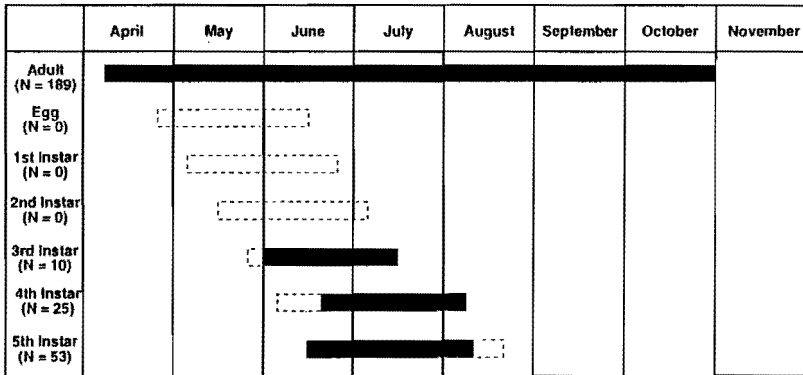 April May June July August September October November
Adult
(N = 189)
Egg
(N = 0)
1st Instar
(N = 0)
2nd Instar
(N = 0)
3rd Instar
(N = 10)
4th Instar
(N = 25)
5th Instar
(N = 53)